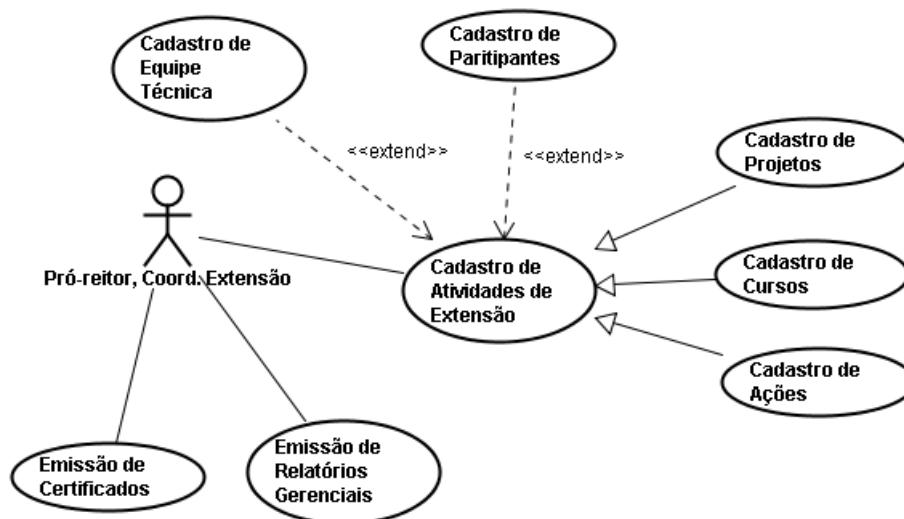 Cadastro de
Equipe
Técnica
Cadastro de
Paritipantes
<<extend>>
<<extend>>
Cadastro de
Projetos
Pró-reitor, Coord. Extensão
Cadastro de
Atividades de
Extensão
Cadastro de
Cursos
Cadastro de
Ações
Emissão de
Certificados
Emissão de
Relatórios
Gerenciais